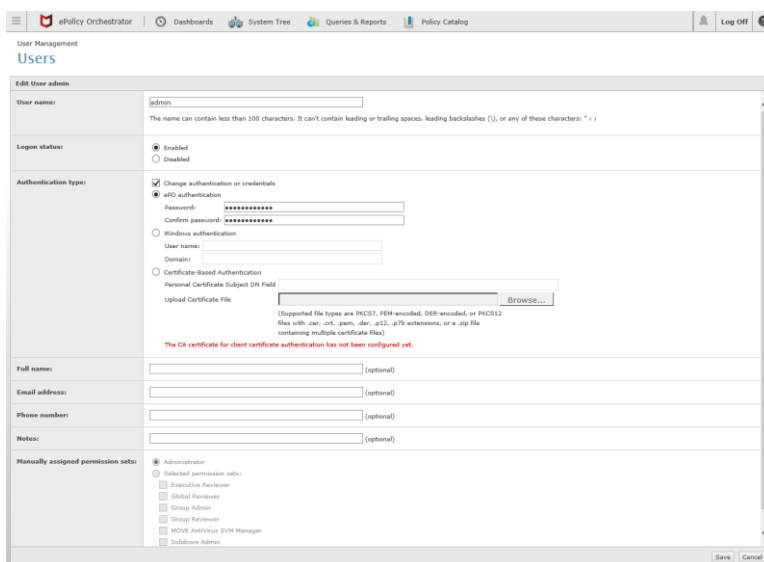 ePolicy Orchestrator Dashboards System Tree Queries & Reports Policy Catalog Log Off
User Management
Users
Edit User admin
User name: admin
The name can contain less than 100 characters. It can't contain leading or trailing spaces, leading backslashes (\), or any of these characters: " : ;
Logon status: Enabled
Disabled
Authentication type: Change authentication or credentials
ePO authentication
Password: ••••••••••••
Confirm password: ••••••••••••
Windows authentication
User name:
Domain:
Certificate-Based Authentication
Personal Certificate Subject DN Field
Upload Certificate File Browse...
(Supported file types are PKCS7, PEM-encoded, DER-encoded, or PKCS12
files with .cer, .crt, .pem, .der, .p12, .p7b extensions, or a .zip file
containing multiple certificate files)
The CA certificate for client certificate authentication has not been configured yet.
Full name: (optional)
Email address: (optional)
Phone number: (optional)
Notes: (optional)
Manually assigned permission sets: Administrator
Selected permission sets:
Executive Reviewer
Global Reviewer
Group Admin
Group Reviewer
MOVE AntiVirus SVM Manager
Solidcore Admin
Save Cancel